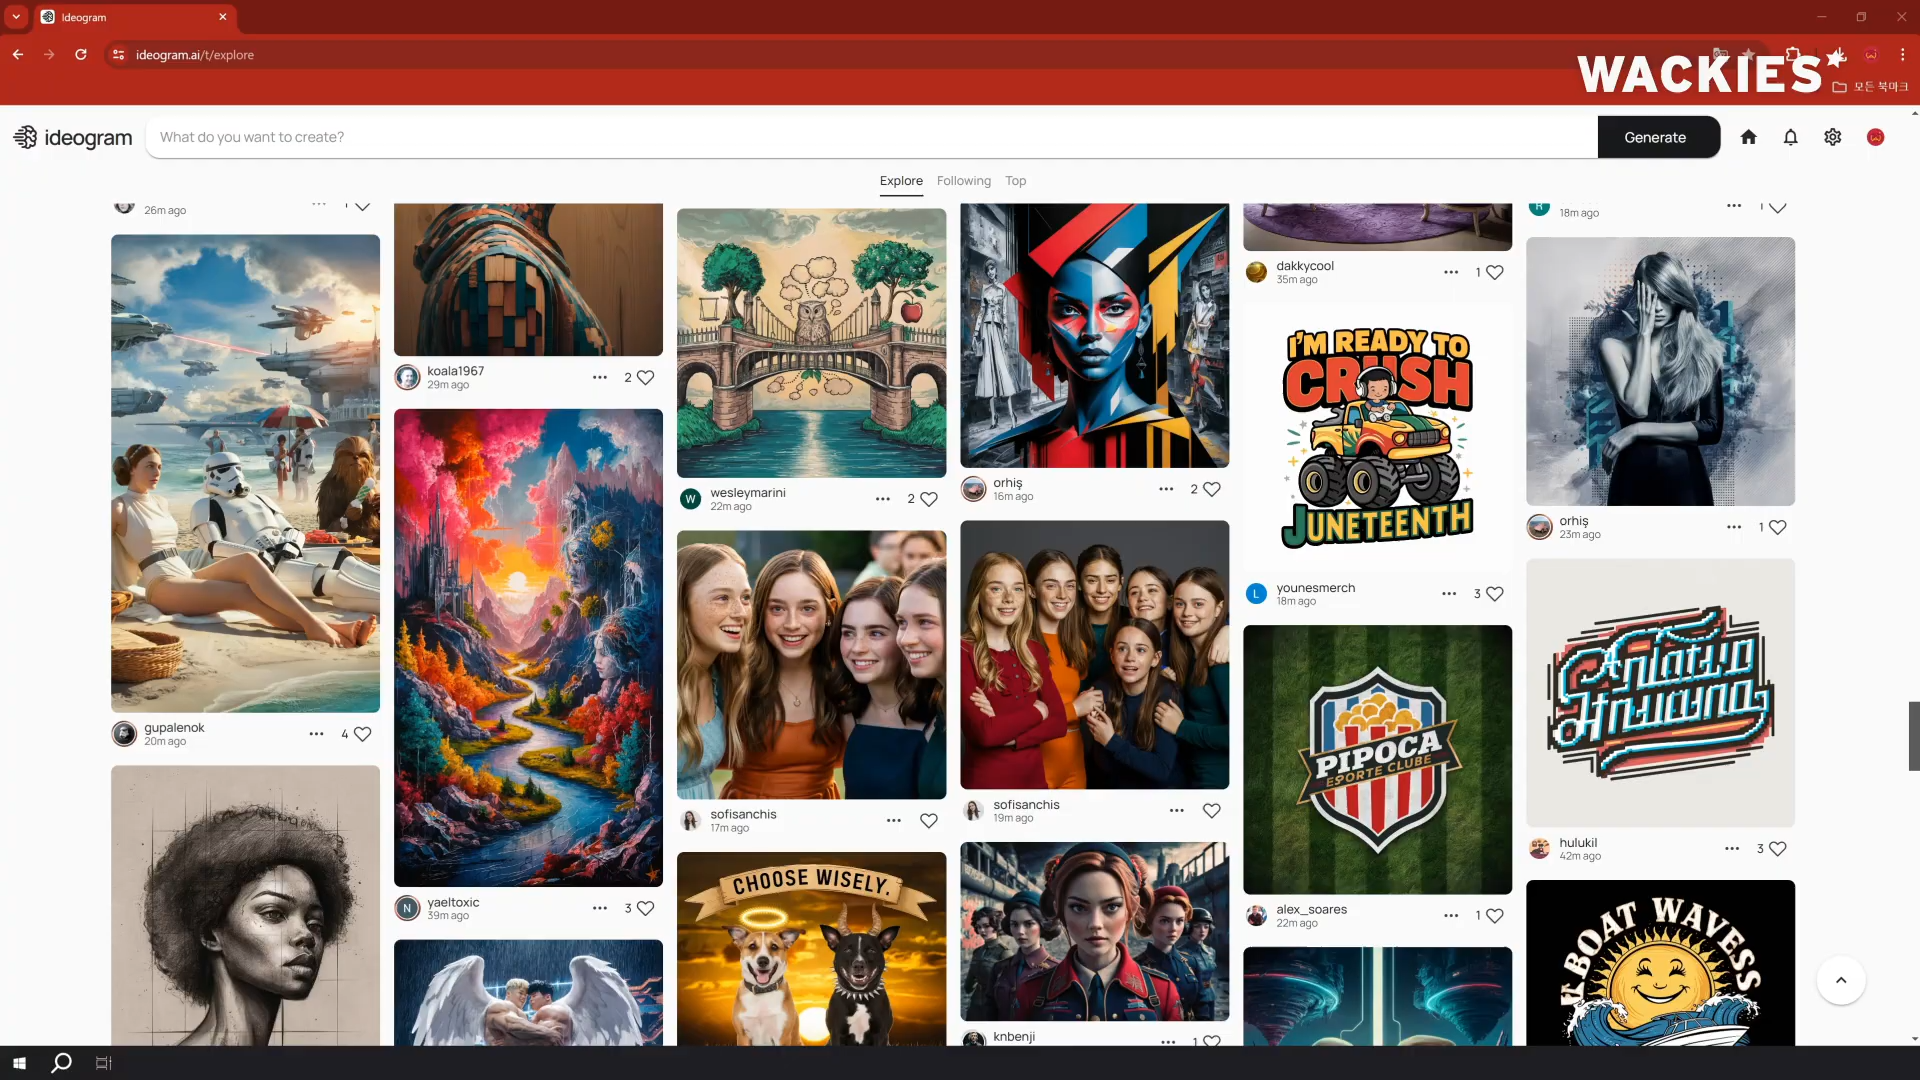 Ideogram
ideogram.ai/t/explore
WACKIES
모든 북마크
ideogram
What do you want to create?
Generate
Explore
Following
Top
26m ago
1
koala1967
29m ago
2
wesleymarini
22m ago
2
orhiş
16m ago
2
dakkycool
35m ago
1
R
18m ago
1
I'M READY TO
CRUSH
JUNETEENTH
orhiş
23m ago
1
W
L
younesmerch
18m ago
3
gupalenok
20m ago
4
PIPOCA
ESPORTE CLUBE
sofisanchis
17m ago
sofisanchis
19m ago
hulukil
42m ago
3
N
yaeltoxic
39m ago
3
CHOOSE WISELY.
alex_soares
22m ago
1
BOAT WAVESS
knbenji
1